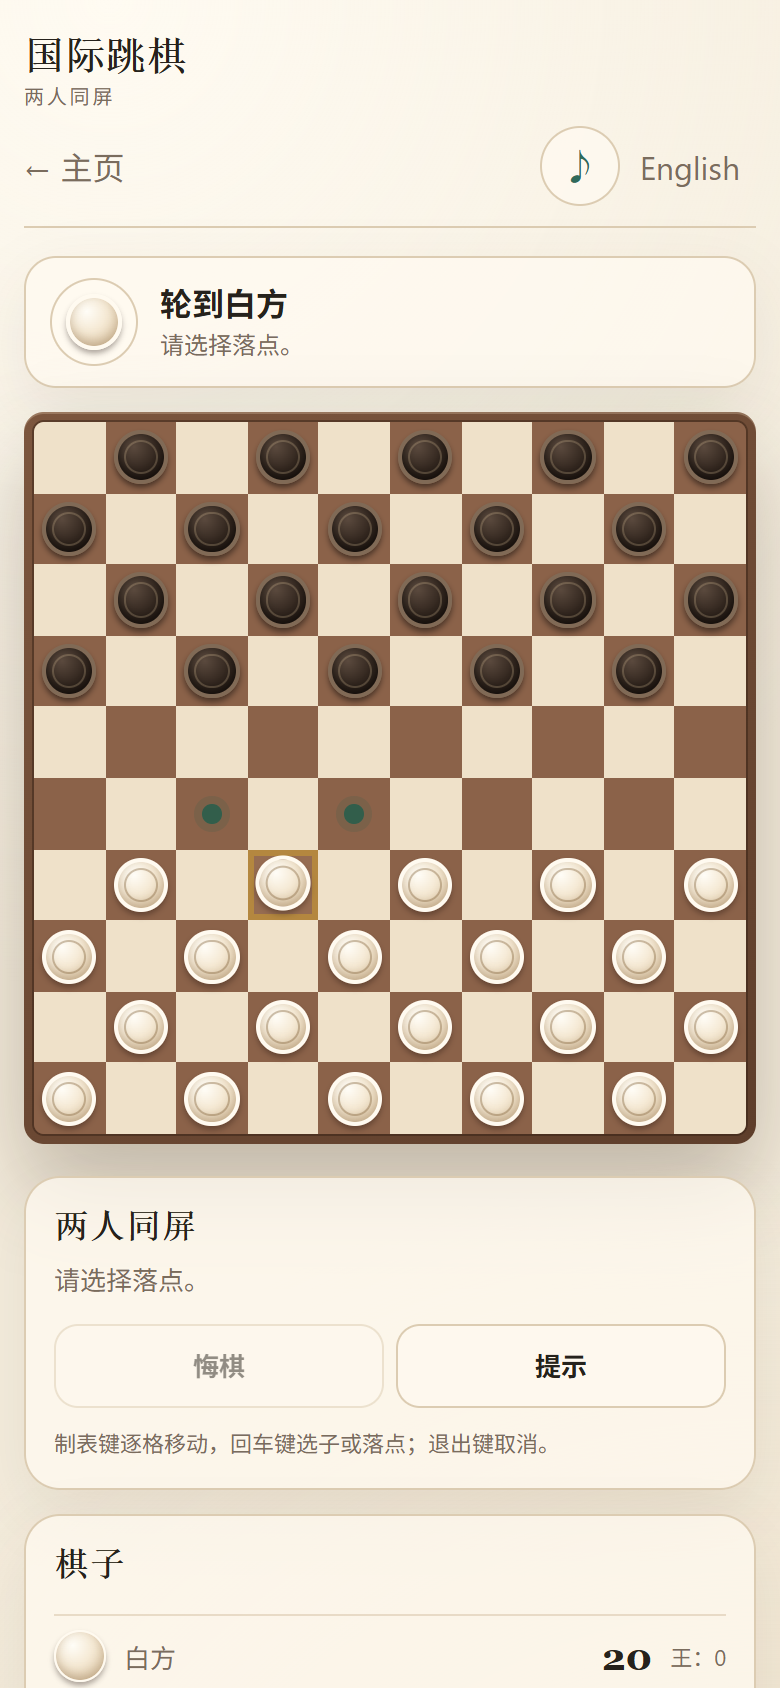 国际跳棋
两人同屏
← 主页
English
轮到白方
请选择落点。
两人同屏
请选择落点。
悔棋
提示
制表键逐格移动，回车键选子或落点；退出键取消。
棋子
白方
20
王：0